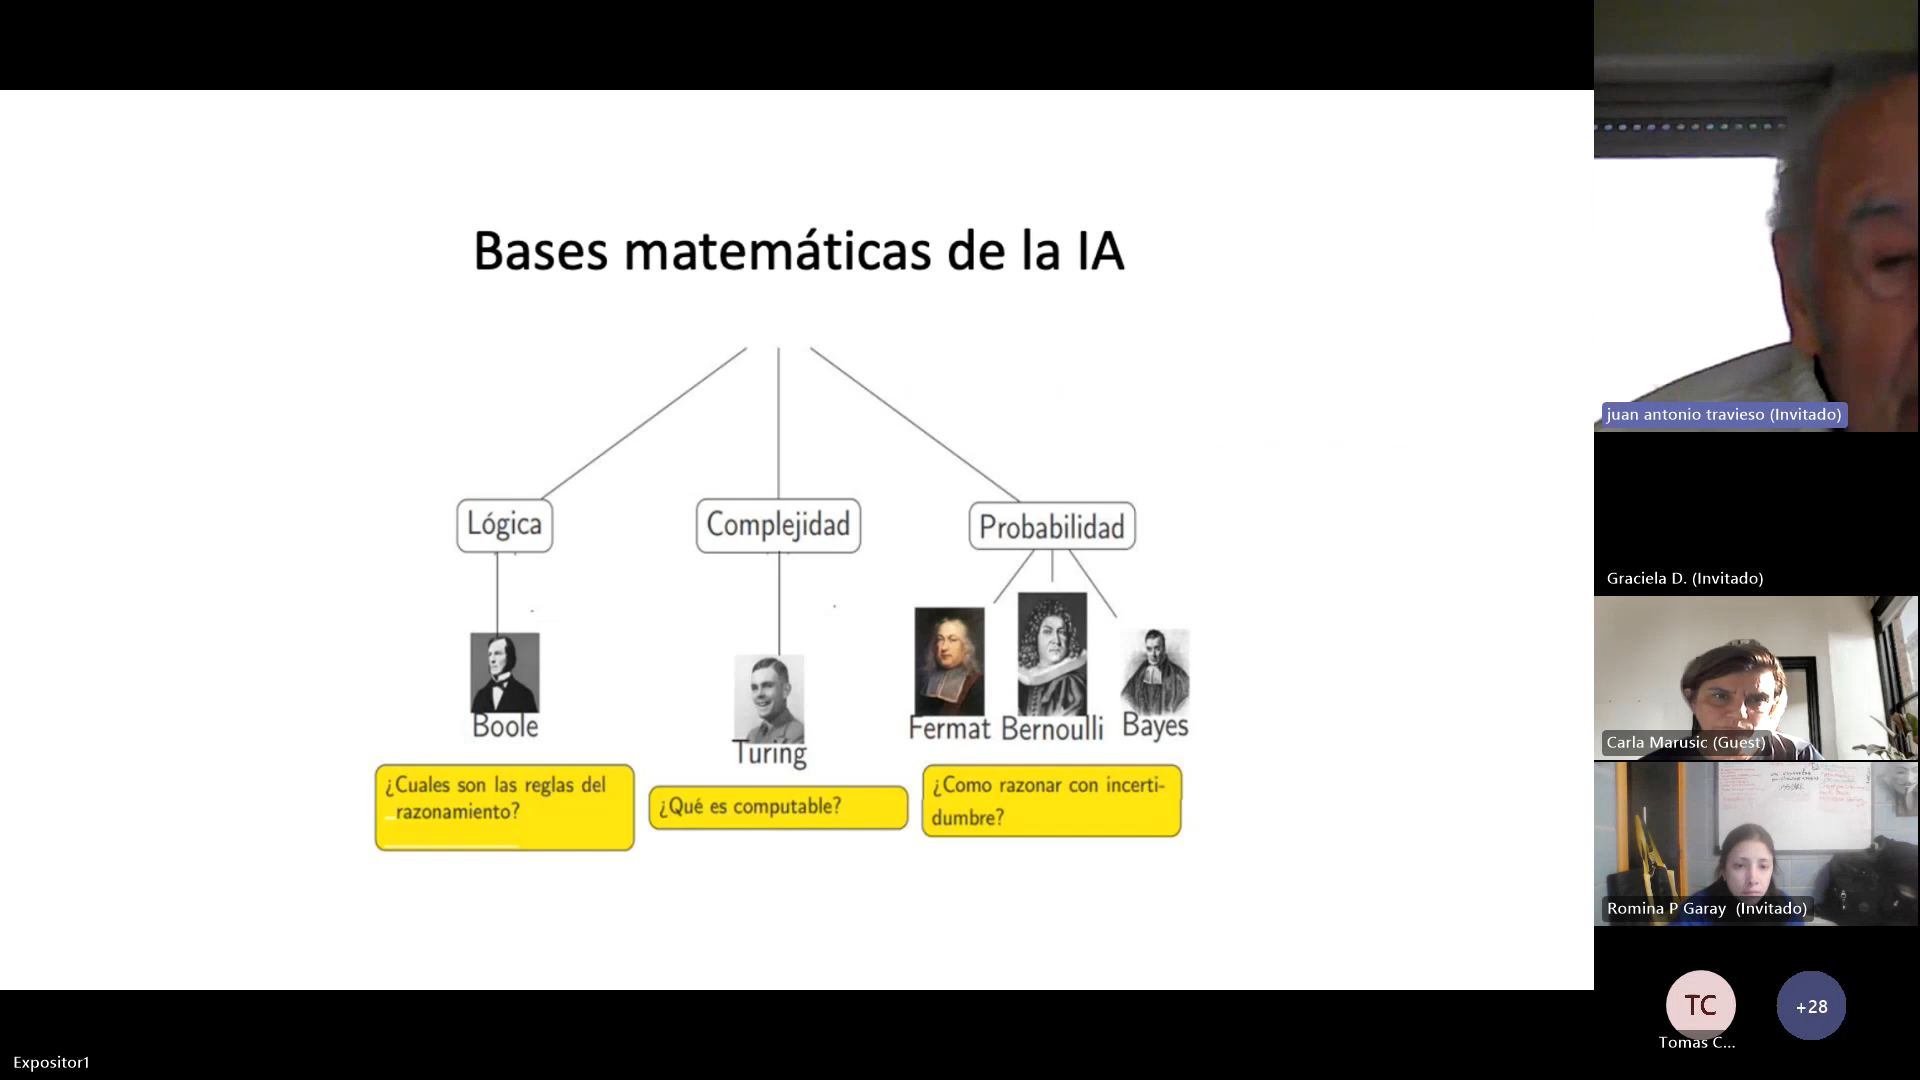 Bases matemáticas de la IA
Lógica
Complejidad
Probabilidad
Boole
Turing
Fermat
Bernoulli
Bayes
¿Cuales son las reglas del
razonamiento?
¿Qué es computable?
¿Como razonar con incerti-
dumbre?
juan antonio travieso (Invitado)
Graciela D. (Invitado)
Carla Marusic (Guest)
Romina P Garay (Invitado)
TC
Tomas C...
+28
Expositor1